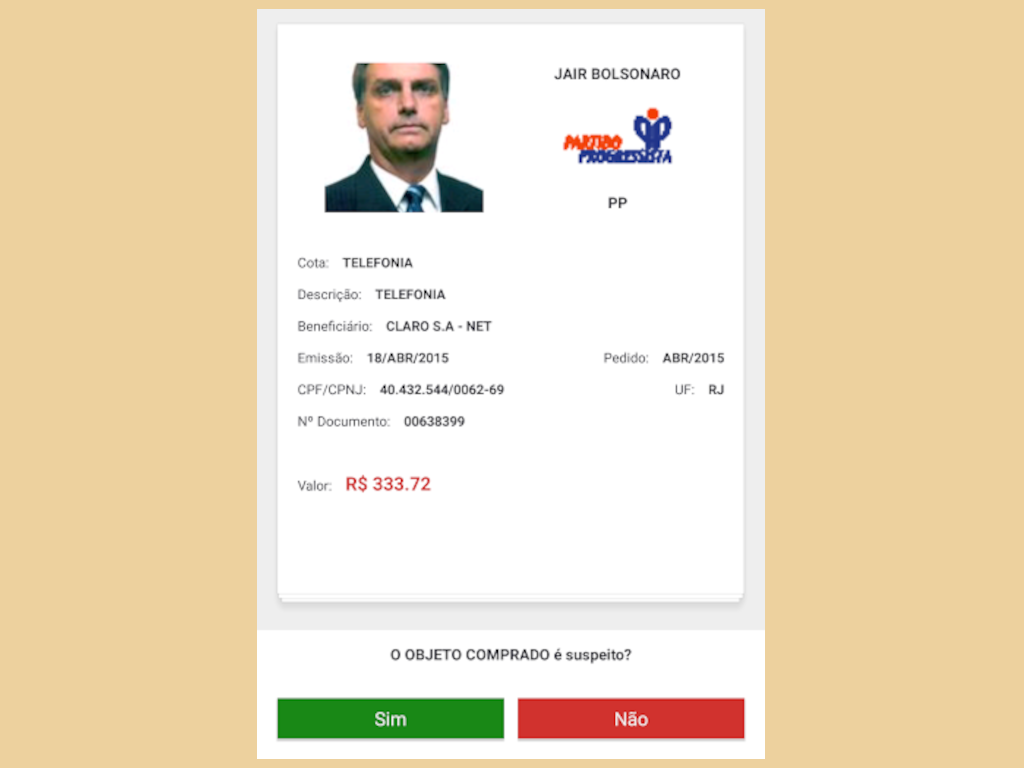 JAIR BOLSONARO
PARTIDO
PROGRESSISTA
PP
Cota: TELEFONIA
Descrição: TELEFONIA
Beneficiário: CLARO S.A - NET
Emissão: 18/ABR/2015 Pedido: ABR/2015
CPF/CPNJ: 40.432.544/0062-69 UF: RJ
Nº Documento: 00638399
Valor: R$ 333.72
O OBJETO COMPRADO é suspeito?
Sim Não